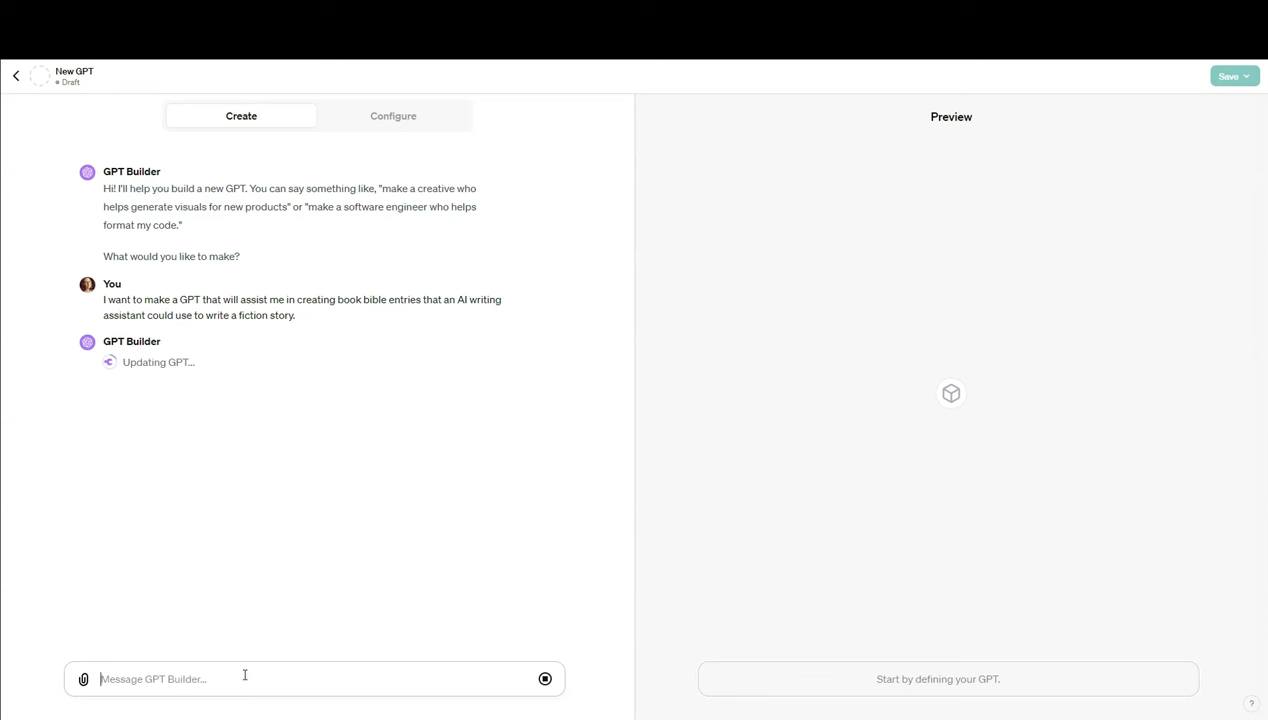 New GPT
Draft
Save
Create
Configure
Preview
GPT Builder
Hi! I'll help you build a new GPT. You can say something like, "make a creative who
helps generate visuals for new products" or "make a software engineer who helps
format my code."
What would you like to make?
You
I want to make a GPT that will assist me in creating book bible entries that an AI writing
assistant could use to write a fiction story.
GPT Builder
Updating GPT...
Message GPT Builder...
Start by defining your GPT.
?